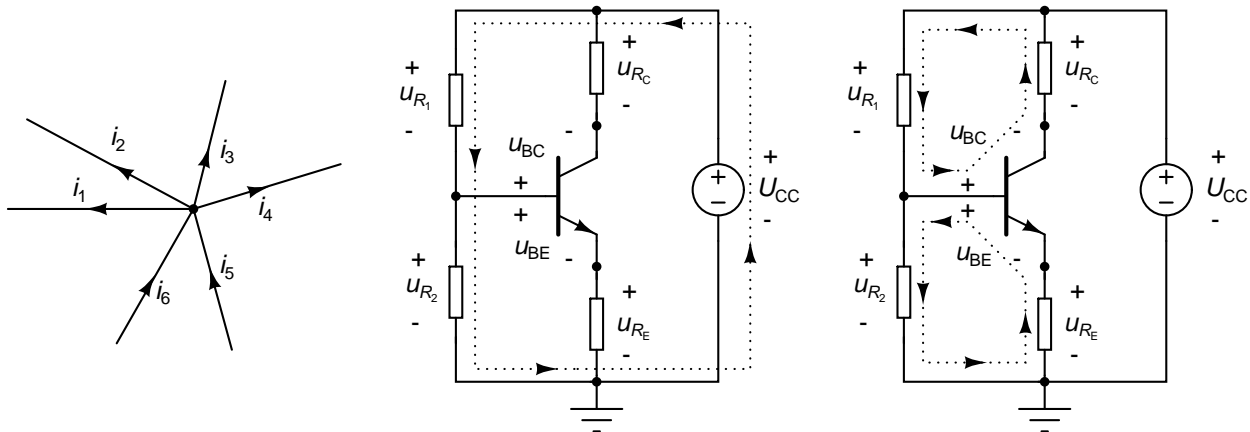 i1
i2
i3
i4
i5
i6
+
uR1
-
+
uR2
-
+
uRC
-
-
uBC
+
+
uBE
-
+
uRE
-
+
-
+
UCC
-
+
uR1
-
+
uR2
-
+
uRC
-
-
uBC
+
+
uBE
-
+
uRE
-
+
-
+
UCC
-